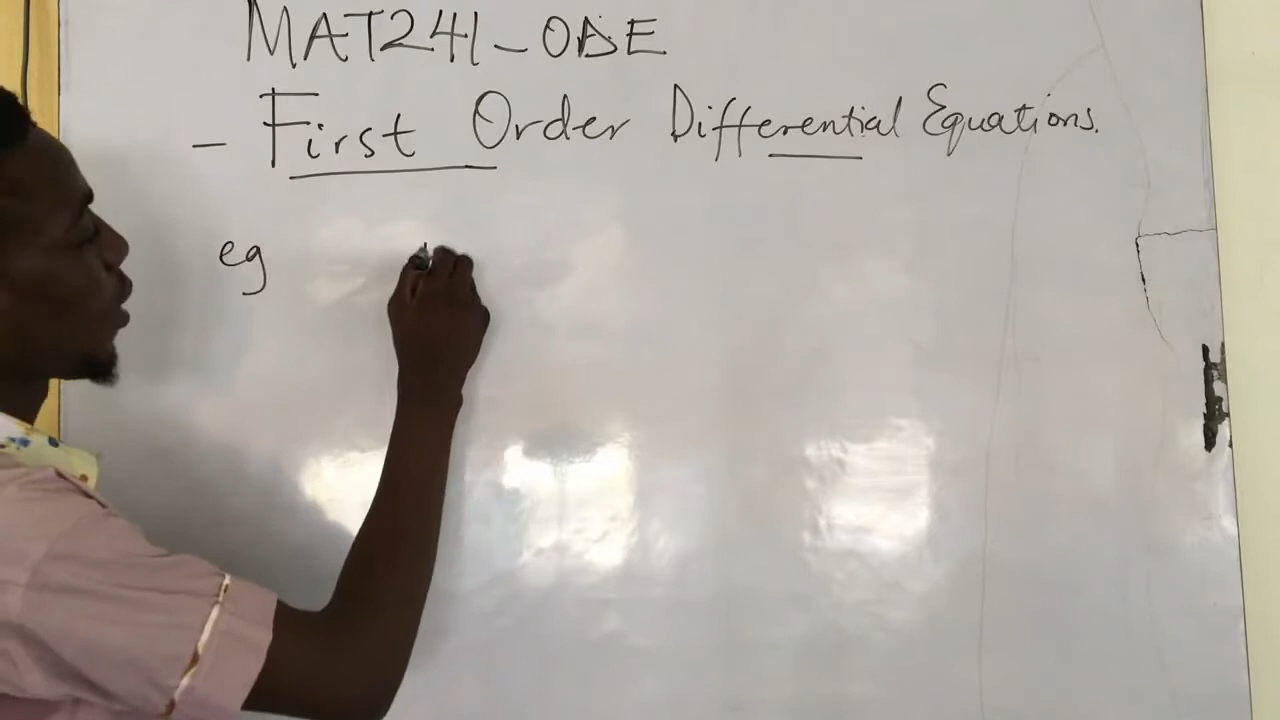 MAT241-ODE
- First Order Differential Equations.
eg